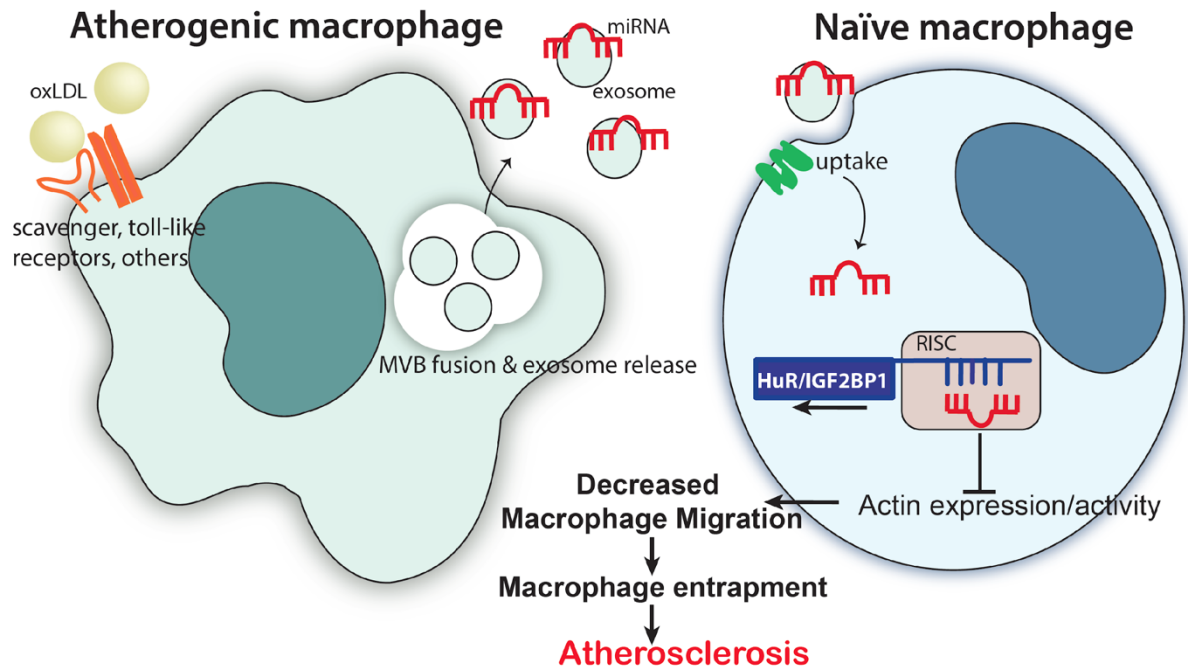 Atherogenic macrophage
oxLDL
miRNA
exosome
scavenger, toll-like
receptors, others
MVB fusion & exosome release
Naïve macrophage
uptake
RISC
HuR/IGF2BP1
Actin expression/activity
Decreased
Macrophage Migration
Macrophage entrapment
Atherosclerosis